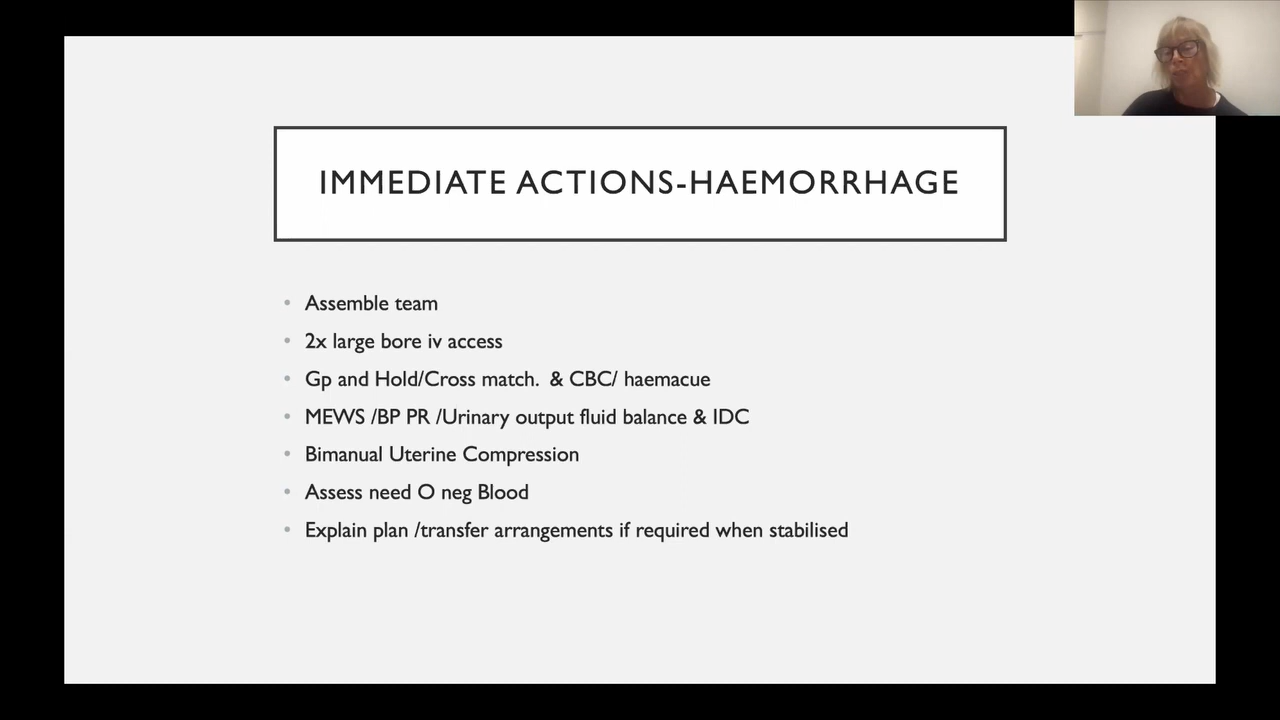 IMMEDIATE ACTIONS-HAEMORRHAGE
• Assemble team
• 2x large bore iv access
• Gp and Hold/Cross match.  & CBC/ haemacue
• MEWS /BP PR /Urinary output fluid balance & IDC
• Bimanual Uterine Compression
• Assess need O neg Blood
• Explain plan /transfer arrangements if required when stabilised